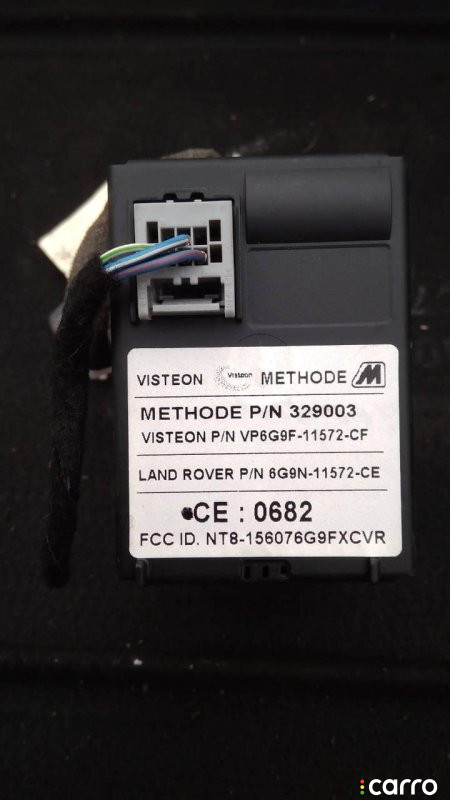 VISTEON Visteon METHODE M
METHODE P/N 329003
VISTEON P/N VP6G9F-11572-CF
LAND ROVER P/N 6G9N-11572-CE
CE : 0682
FCC ID. NT8-156076G9FXCVR
carro